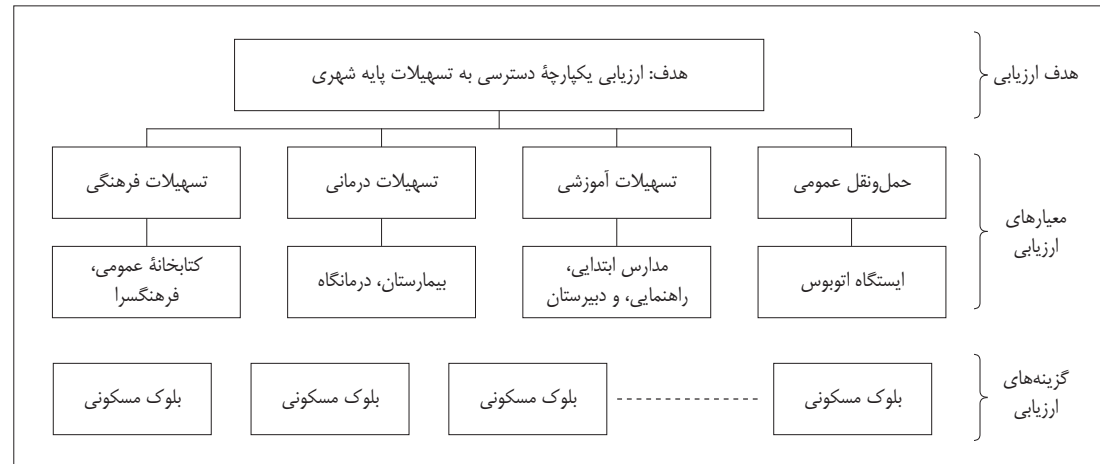 هدف ارزیابی
هدف: ارزیابی یکپارچهٔ دسترسی به تسهیلات پایه شهری
معیارهای
ارزیابی
حمل‌ونقل عمومی
تسهیلات آموزشی
تسهیلات درمانی
تسهیلات فرهنگی
ایستگاه اتوبوس
مدارس ابتدایی،
راهنمایی، و دبیرستان
بیمارستان، درمانگاه
کتابخانهٔ عمومی،
فرهنگسرا
گزینه‌های
ارزیابی
بلوک مسکونی
بلوک مسکونی
بلوک مسکونی
بلوک مسکونی